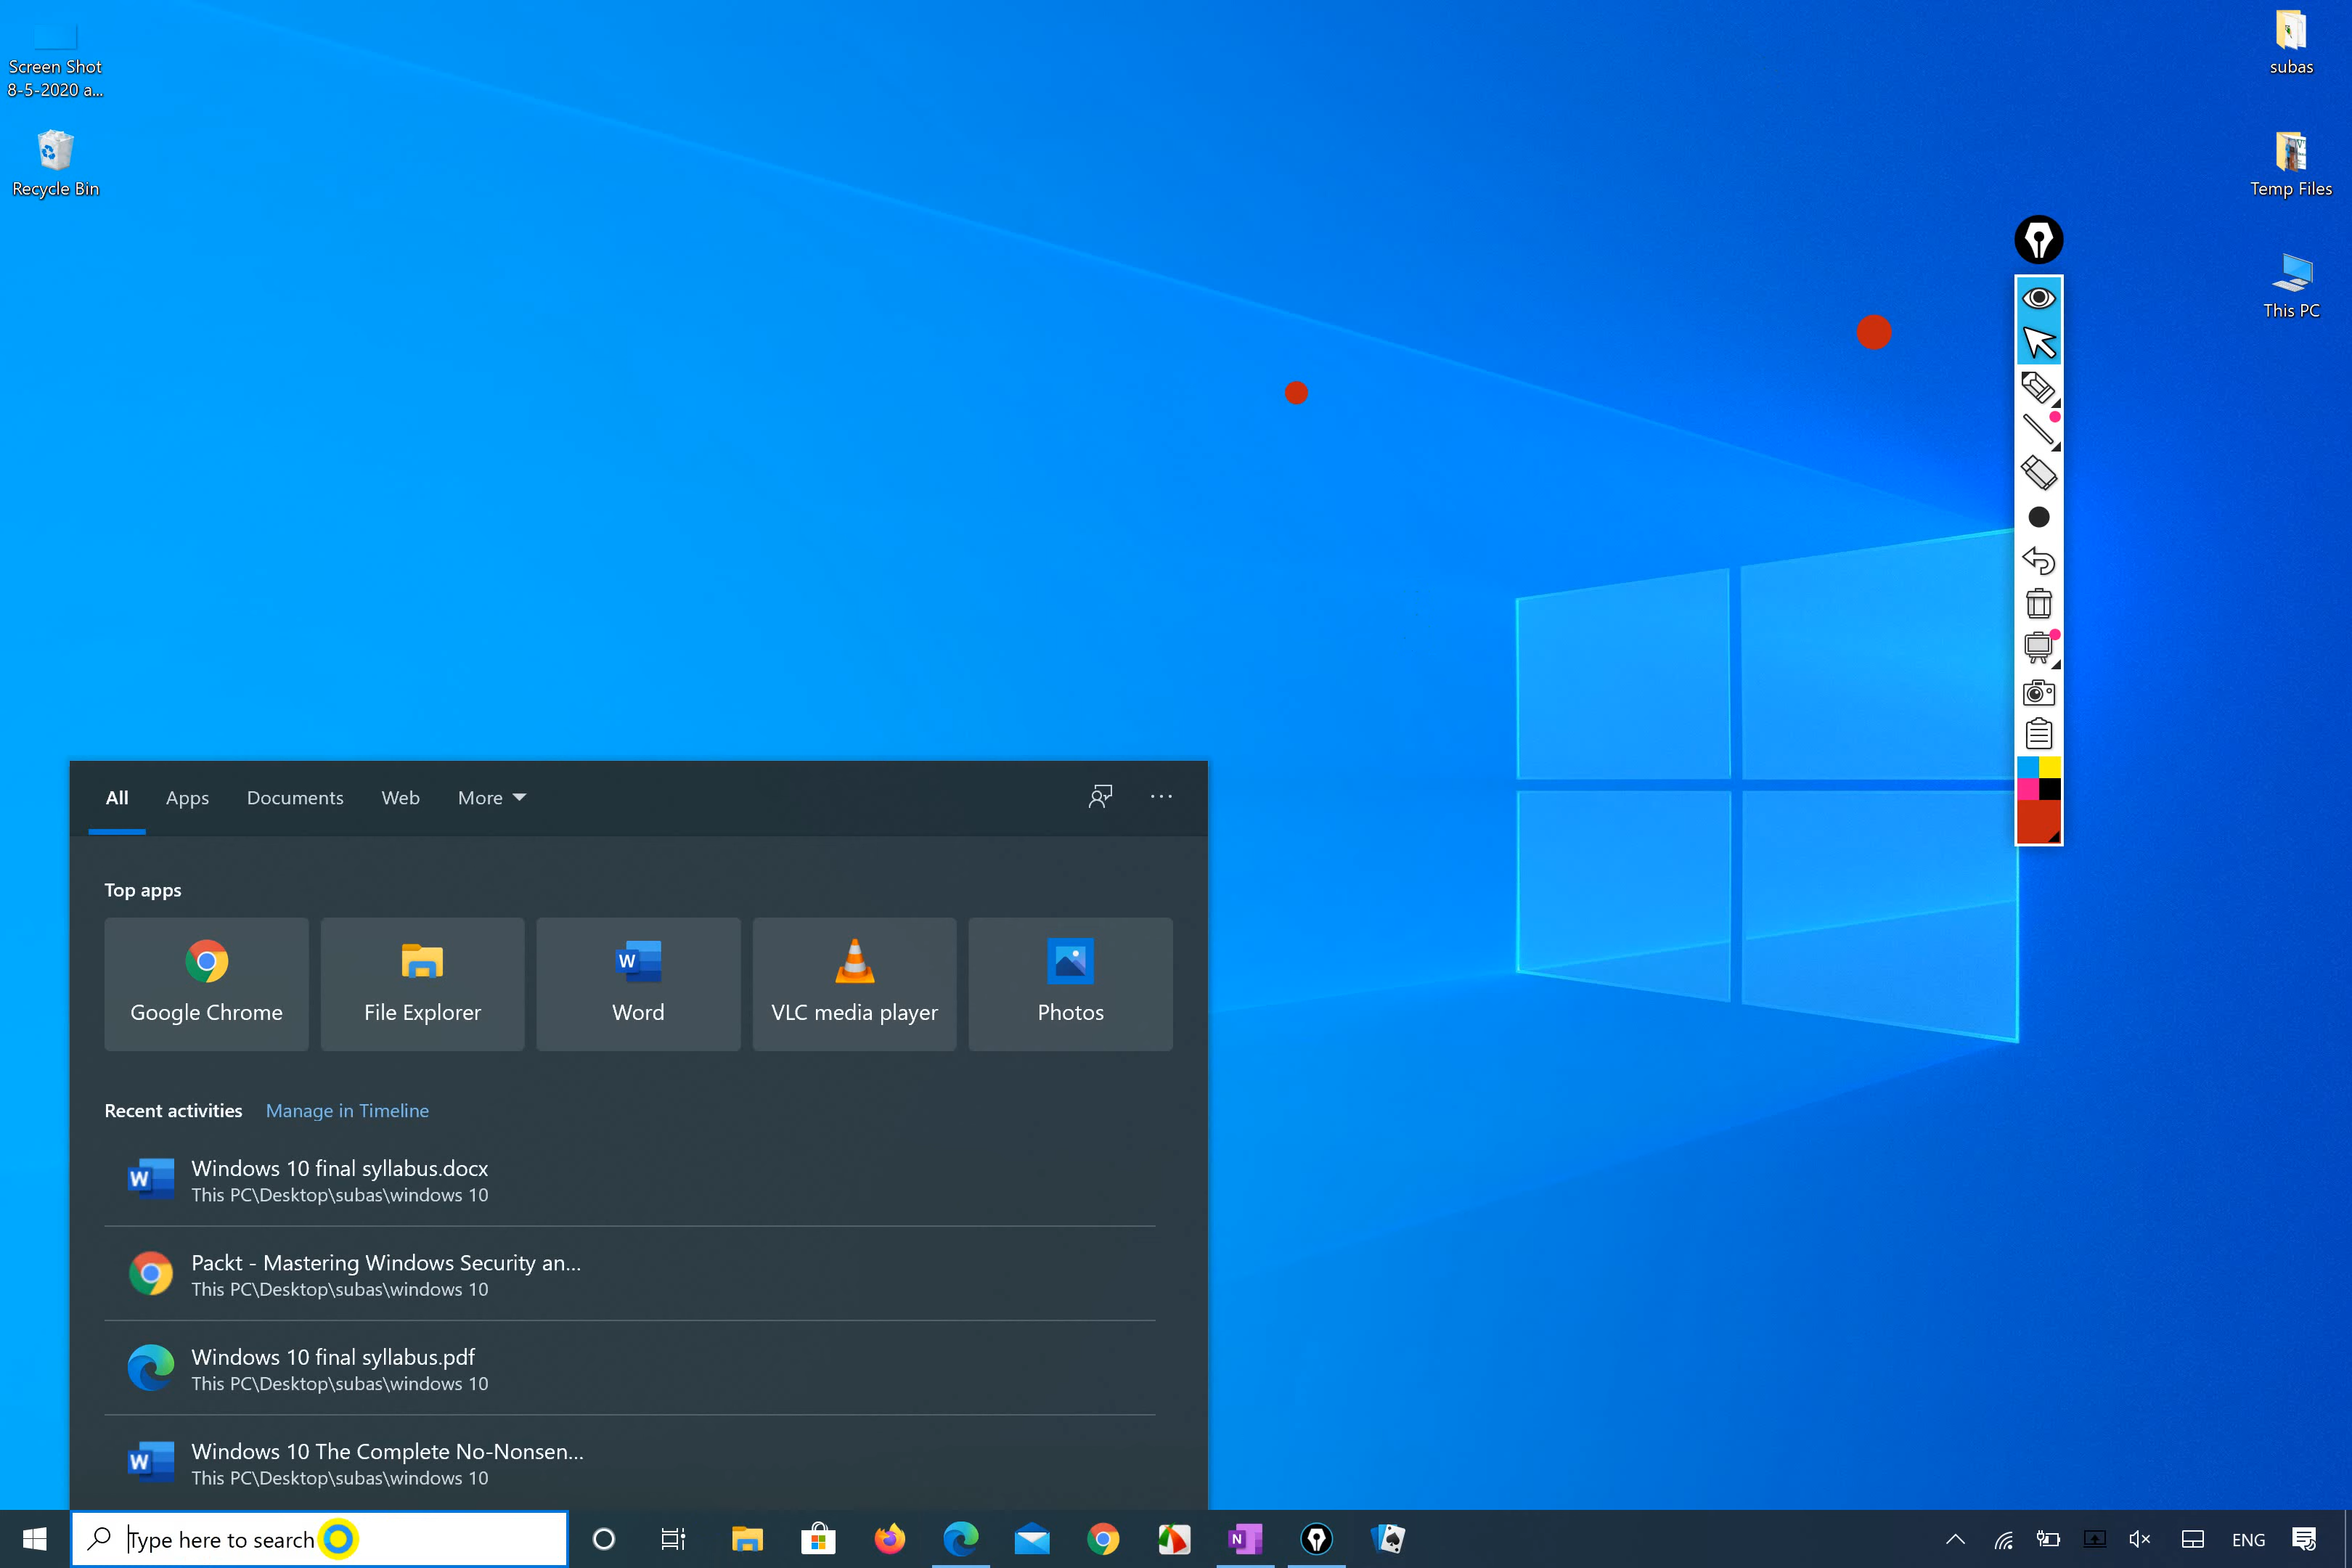 Screen Shot
8-5-2020 a...
Recycle Bin
subas
Temp Files
This PC
All Apps Documents Web More
Top apps
Google Chrome File Explorer Word VLC media player Photos
Recent activities Manage in Timeline
Windows 10 final syllabus.docx
This PC\Desktop\subas\windows 10
Packt - Mastering Windows Security an...
This PC\Desktop\subas\windows 10
Windows 10 final syllabus.pdf
This PC\Desktop\subas\windows 10
Windows 10 The Complete No-Nonsen...
This PC\Desktop\subas\windows 10
Type here to search
ENG